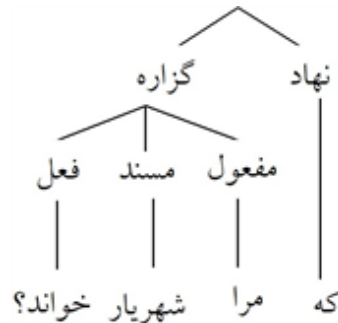 نهاد گزاره
مفعول مسند فعل
که مرا شهریار خواند؟